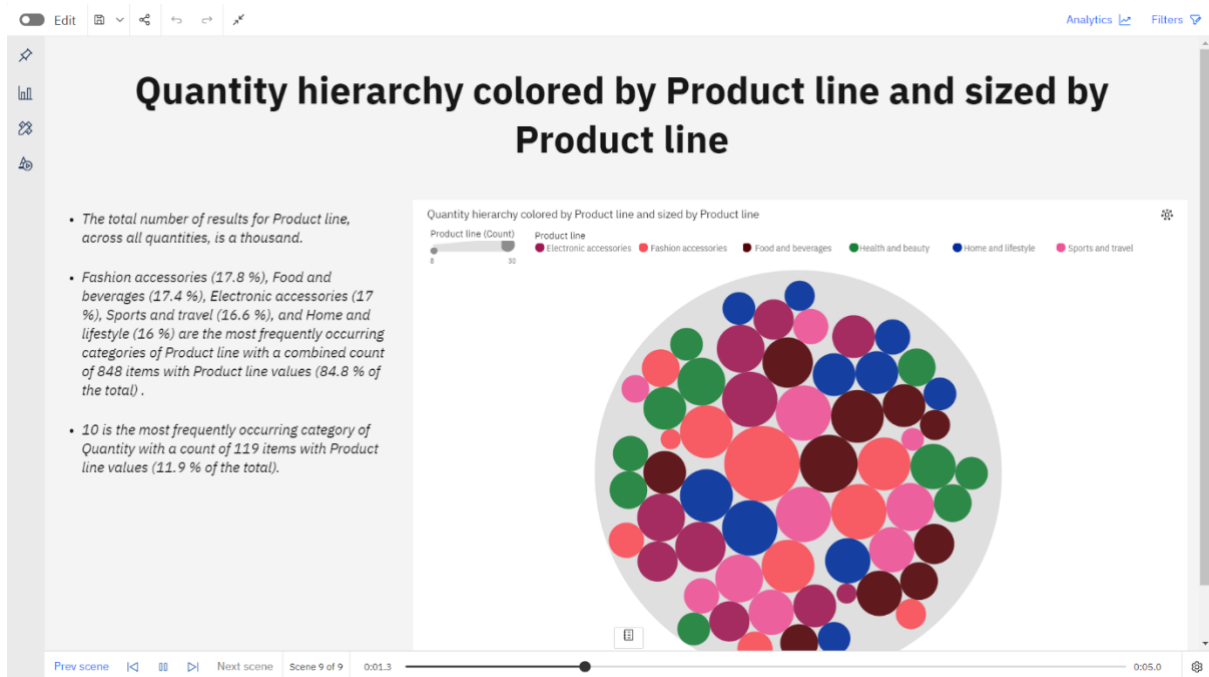 Edit
Analytics
Filters
Quantity hierarchy colored by Product line and sized by
Product line
• The total number of results for Product line,
across all quantities, is a thousand.
• Fashion accessories (17.8 %), Food and
beverages (17.4 %), Electronic accessories (17
%), Sports and travel (16.6 %), and Home and
lifestyle (16 %) are the most frequently occurring
categories of Product line with a combined count
of 848 items with Product line values (84.8 % of
the total) .
• 10 is the most frequently occurring category of
Quantity with a count of 119 items with Product
line values (11.9 % of the total).
Quantity hierarchy colored by Product line and sized by Product line
Product line (Count)
8 30
Product line
Electronic accessories Fashion accessories Food and beverages Health and beauty Home and lifestyle Sports and travel
Prev scene Next scene Scene 9 of 9 0:01.3 0:05.0